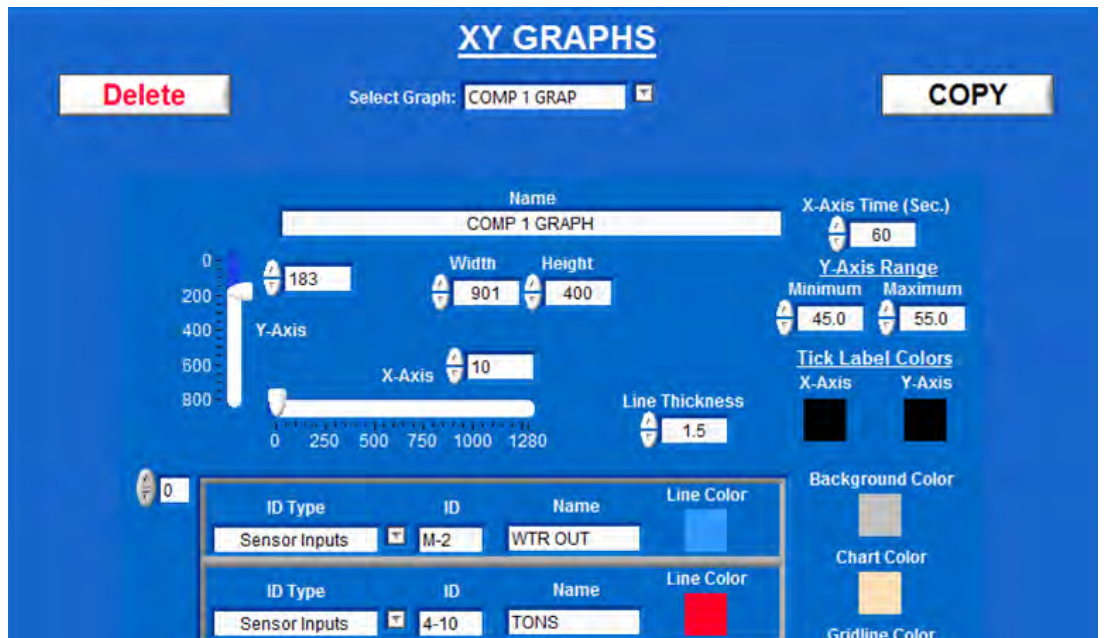 XY GRAPHS
Delete
Select Graph: COMP 1 GRAP
COPY
Name
COMP 1 GRAPH
X-Axis Time (Sec.)
60
0
200
400
600
800
183
Y-Axis
Width
901
Height
400
Y-Axis Range
Minimum Maximum
45.0 55.0
X-Axis 10
0 250 500 750 1000 1280
Line Thickness
1.5
Tick Label Colors
X-Axis Y-Axis
0
ID Type ID Name Line Color
Sensor Inputs M-2 WTR OUT
ID Type ID Name Line Color
Sensor Inputs 4-10 TONS
Background Color
Chart Color
Gridline Color